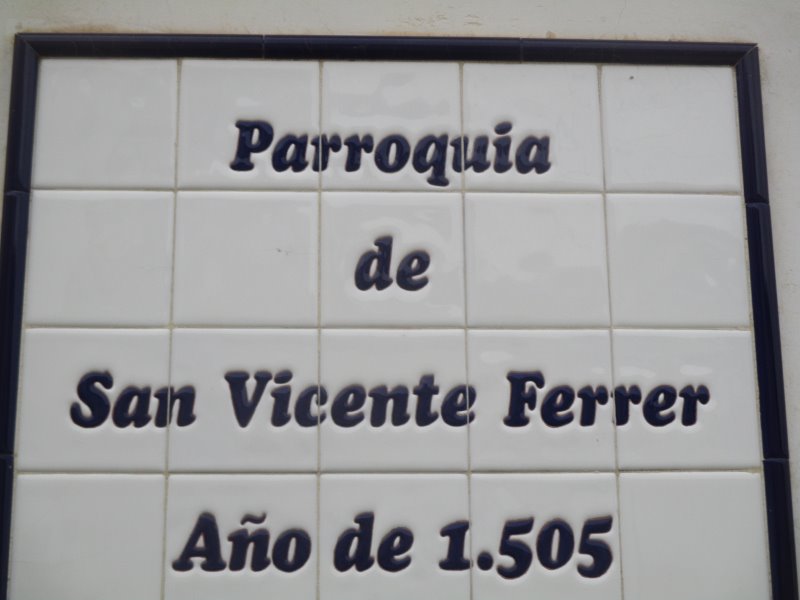 Parroquia
de
San Vicente Ferrer
Año de 1.505